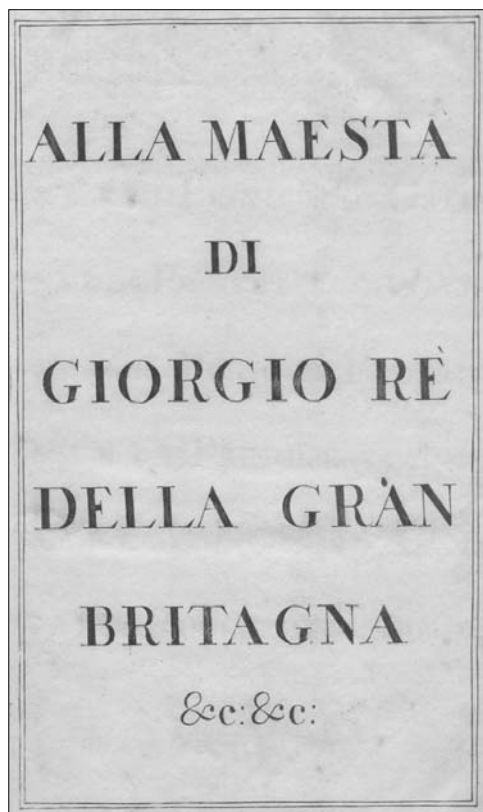 ALLA MAESTA
DI
GIORGIO RÈ
DELLA GRÀN
BRITAGNA
&c: &c: